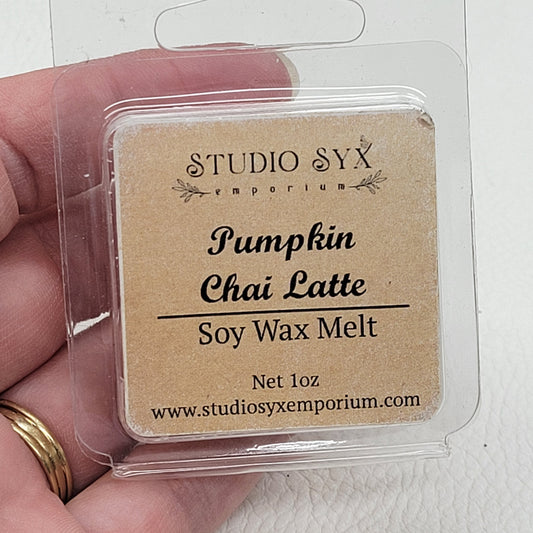 STUDIO SYX
emporium
Pumpkin
Chai Latte
Soy Wax Melt
Net 1oz
www.studiosyxemporium.com